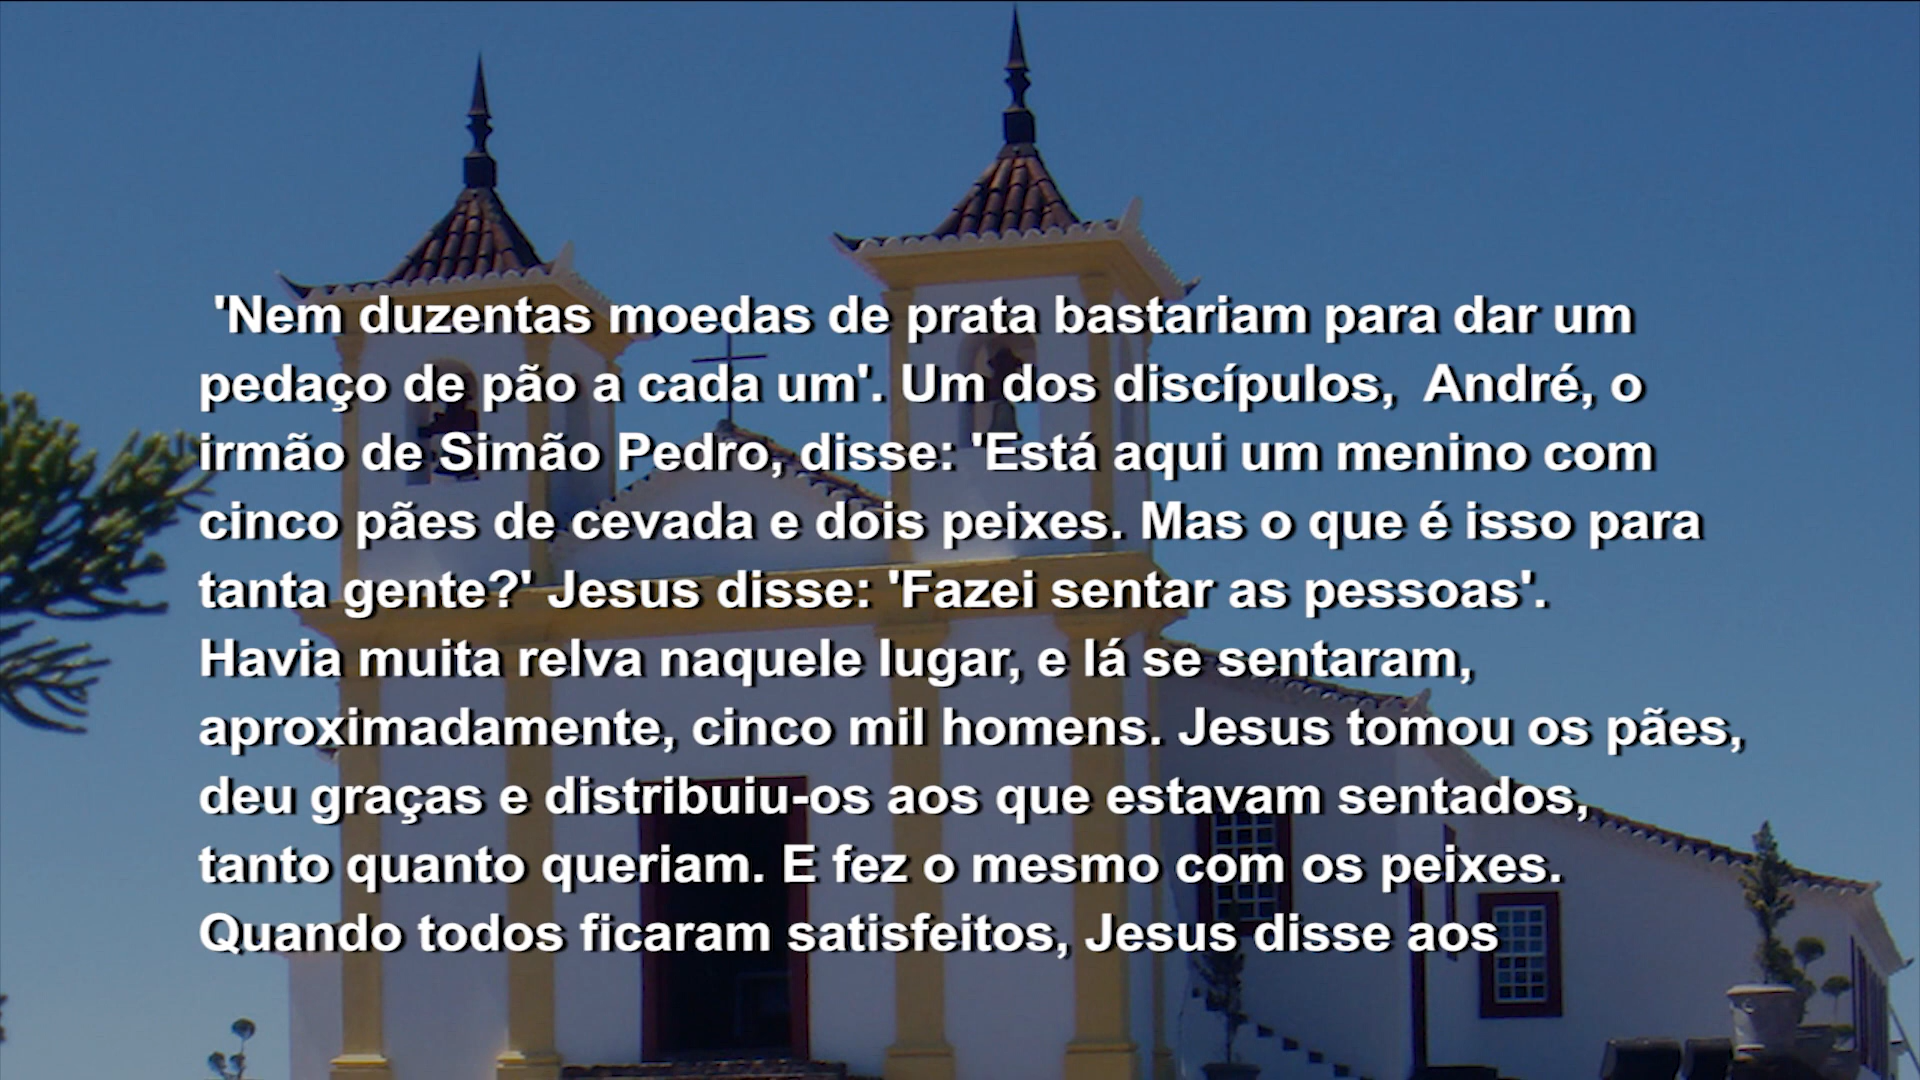 'Nem duzentas moedas de prata bastariam para dar um
pedaço de pão a cada um'. Um dos discípulos,  André, o
irmão de Simão Pedro, disse: 'Está aqui um menino com
cinco pães de cevada e dois peixes. Mas o que é isso para
tanta gente?' Jesus disse: 'Fazei sentar as pessoas'.
Havia muita relva naquele lugar, e lá se sentaram,
aproximadamente, cinco mil homens. Jesus tomou os pães,
deu graças e distribuiu-os aos que estavam sentados,
tanto quanto queriam. E fez o mesmo com os peixes.
Quando todos ficaram satisfeitos, Jesus disse aos